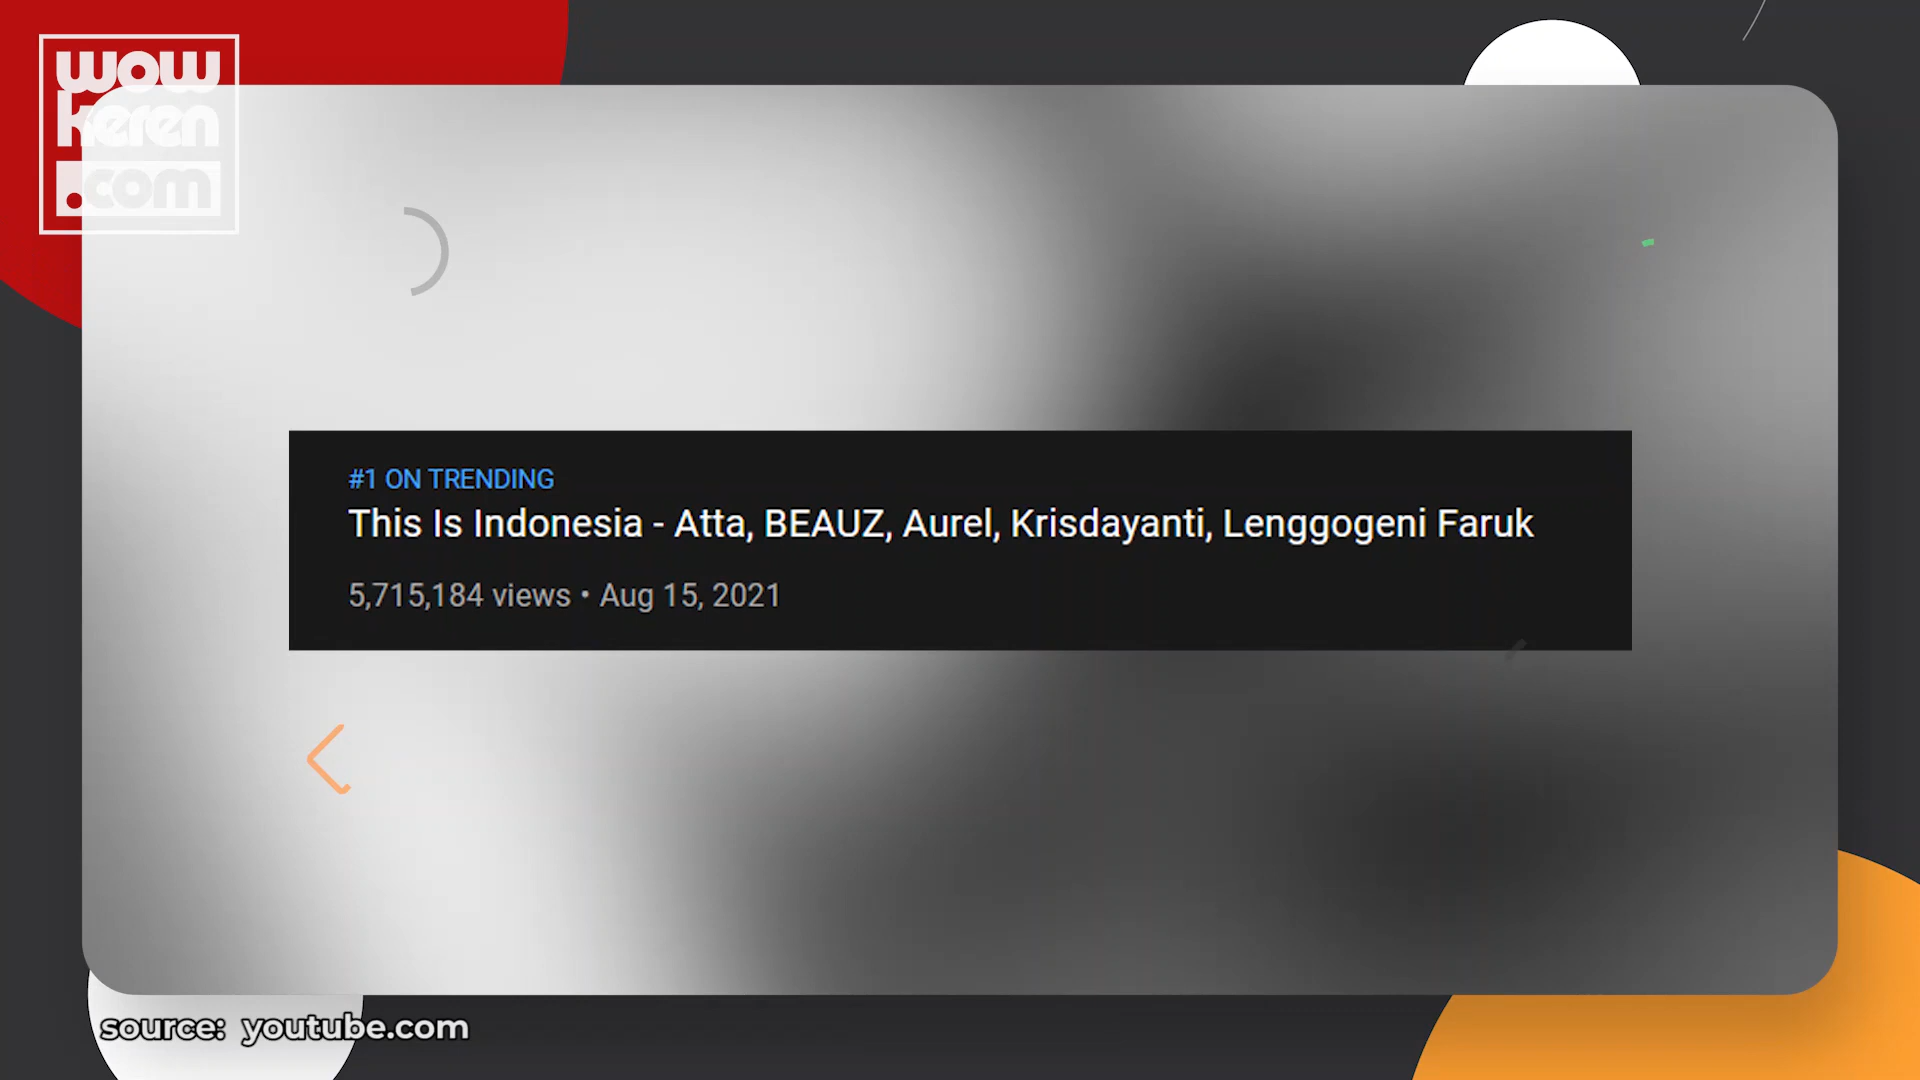 wow
keren
.com
#1 ON TRENDING
This Is Indonesia - Atta, BEAUZ, Aurel, Krisdayanti, Lenggogeni Faruk
5,715,184 views • Aug 15, 2021
source: youtube.com